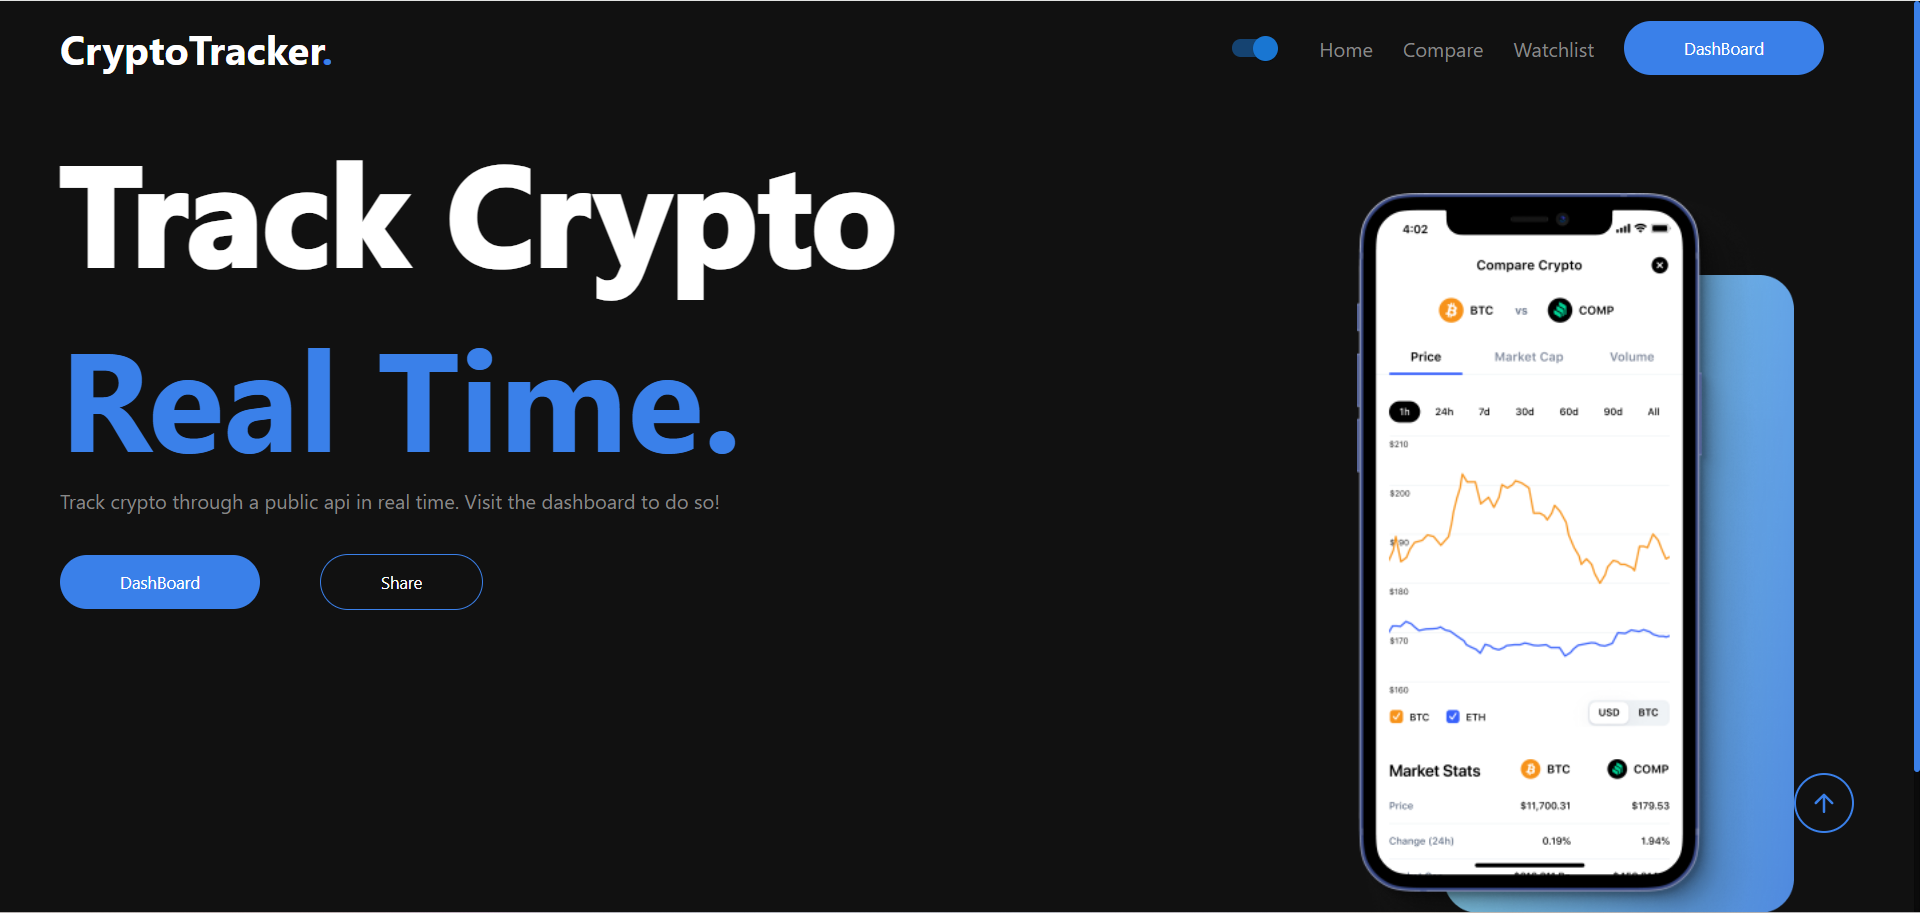 CryptoTracker.
Home Compare Watchlist DashBoard
Track Crypto
Real Time.
Track crypto through a public api in real time. Visit the dashboard to do so!
DashBoard Share
4:02
Compare Crypto
BTC vs COMP
Price Market Cap Volume
1h 24h 7d 30d 60d 90d All
$210
$200
$190
$180
$170
$160
BTC ETH USD BTC
Market Stats BTC COMP
Price $11,700.31 $179.53
Change (24h) 0.19% 1.94%